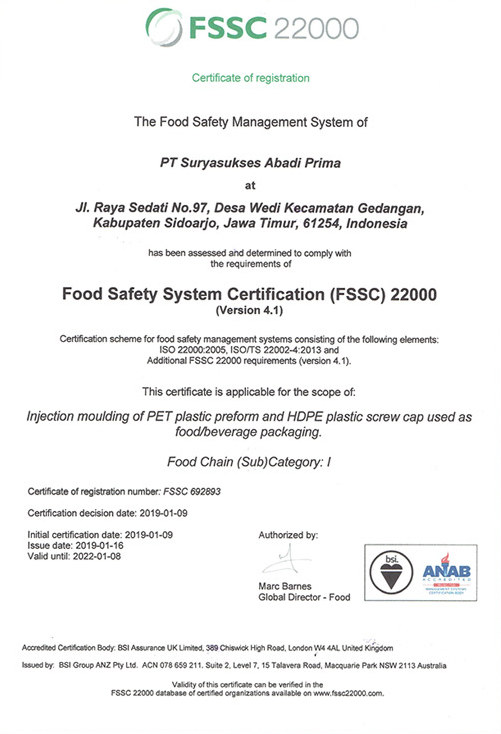 FSSC 22000
Certificate of registration
The Food Safety Management System of
PT Suryasukses Abadi Prima
at
Jl. Raya Sedati No.97, Desa Wedi Kecamatan Gedangan,
Kabupaten Sidoarjo, Jawa Timur, 61254, Indonesia
has been assessed and determined to comply with
the requirements of
Food Safety System Certification (FSSC) 22000
(Version 4.1)
Certification scheme for food safety management systems consisting of the following elements:
ISO 22000:2005, ISO/TS 22002-4:2013 and
Additional FSSC 22000 requirements (version 4.1).
This certificate is applicable for the scope of:
Injection moulding of PET plastic preform and HDPE plastic screw cap used as
food/beverage packaging.
Food Chain (Sub)Category: I
Certificate of registration number: FSSC 692893
Certification decision date: 2019-01-09
Initial certification date: 2019-01-09
Issue date: 2019-01-16
Valid until: 2022-01-08
Authorized by:
Marc Barnes
Global Director - Food
bsi.
ANAB
ACCREDITED
MANAGEMENT SYSTEMS
CERTIFICATION BODY
Accredited Certification Body: BSI Assurance UK Limited, 389 Chiswick High Road, London W4 4AL United Kingdom
Issued by: BSI Group ANZ Pty Ltd. ACN 078 659 211. Suite 2, Level 7, 15 Talavera Road, Macquarie Park NSW 2113 Australia
Validity of this certificate can be verified in the
FSSC 22000 database of certified organizations available on www.fssc22000.com.